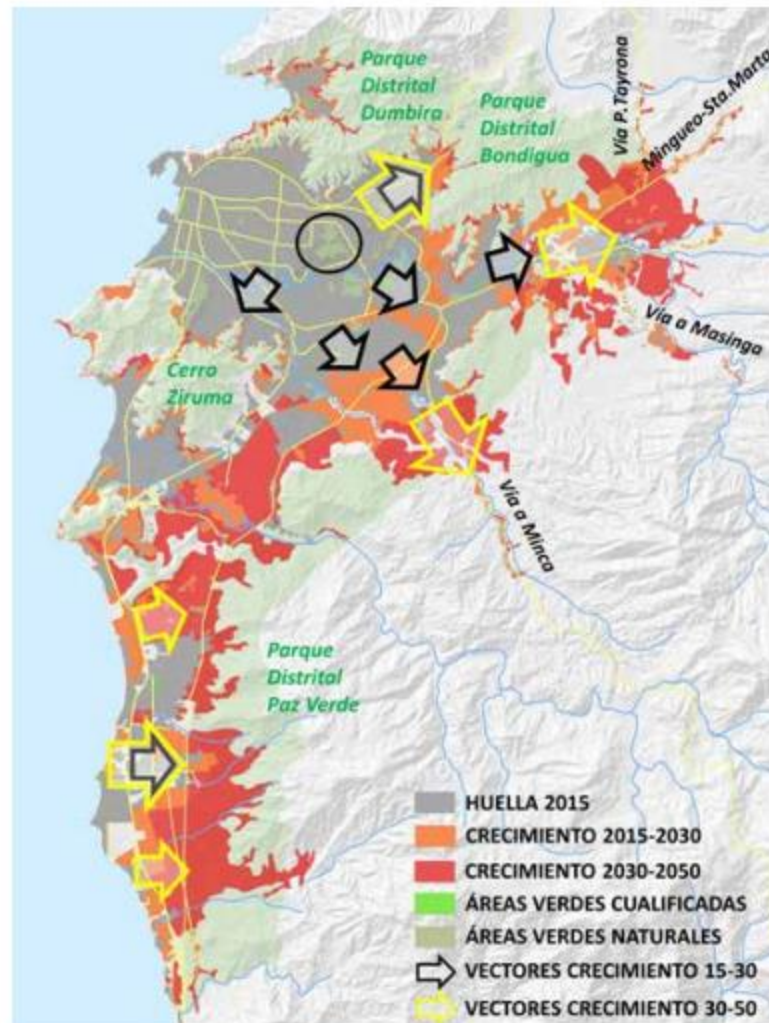 Parque
Distrital
Dumbira
Parque
Distrital
Bondigua
Vía P.Tayrona
Mingueo-Sta.Marta
Vía a Masinga
Cerro
Ziruma
Vía a Minca
Parque
Distrital
Paz Verde
HUELLA 2015
CRECIMIENTO 2015-2030
CRECIMIENTO 2030-2050
ÁREAS VERDES CUALIFICADAS
ÁREAS VERDES NATURALES
VECTORES CRECIMIENTO 15-30
VECTORES CRECIMIENTO 30-50